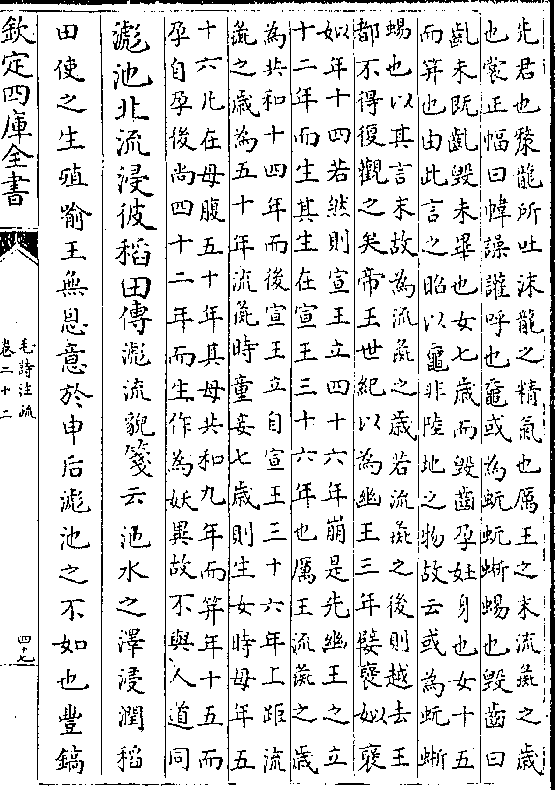 先君也漦龍所吐沫龍之精氣也厲王之末流彘之歲
也裳正幅曰幃譟讙呼也黿或為蚖蚖蜥蜴也毀齒曰
齓未既齓毀未畢也女七歲而毀齒孕妊身也女十五
而笄也由此言之昭以黿非陸地之物故云或為蚖蜥
蜴也以其言末故為流彘之歲若流彘之後則越去王
都不得復觀之矣帝王世紀以為幽王三年嬖褒姒褒
姒年十四若然則宣王立四十六年崩是先幽王之立
十二年而生其生在宣王三十六年也厲王流彘之歲
為共和十四年而後宣王立自宣王三十六年上距流
彘之歲為五十年流彘時童妾七歲則生女時母年五
十六凡在母腹五十年其母共和九年而笄年十五而
孕自孕後尚四十二年而生作為妖異故不與人道同
滮池北流浸彼稻田傳滮流貌箋云池水之澤浸潤稻
田使之生殖喻王無恩意於申后滮池之不如也豐鎬
欽定四庫全書
毛詩注疏
卷二十二
四十七